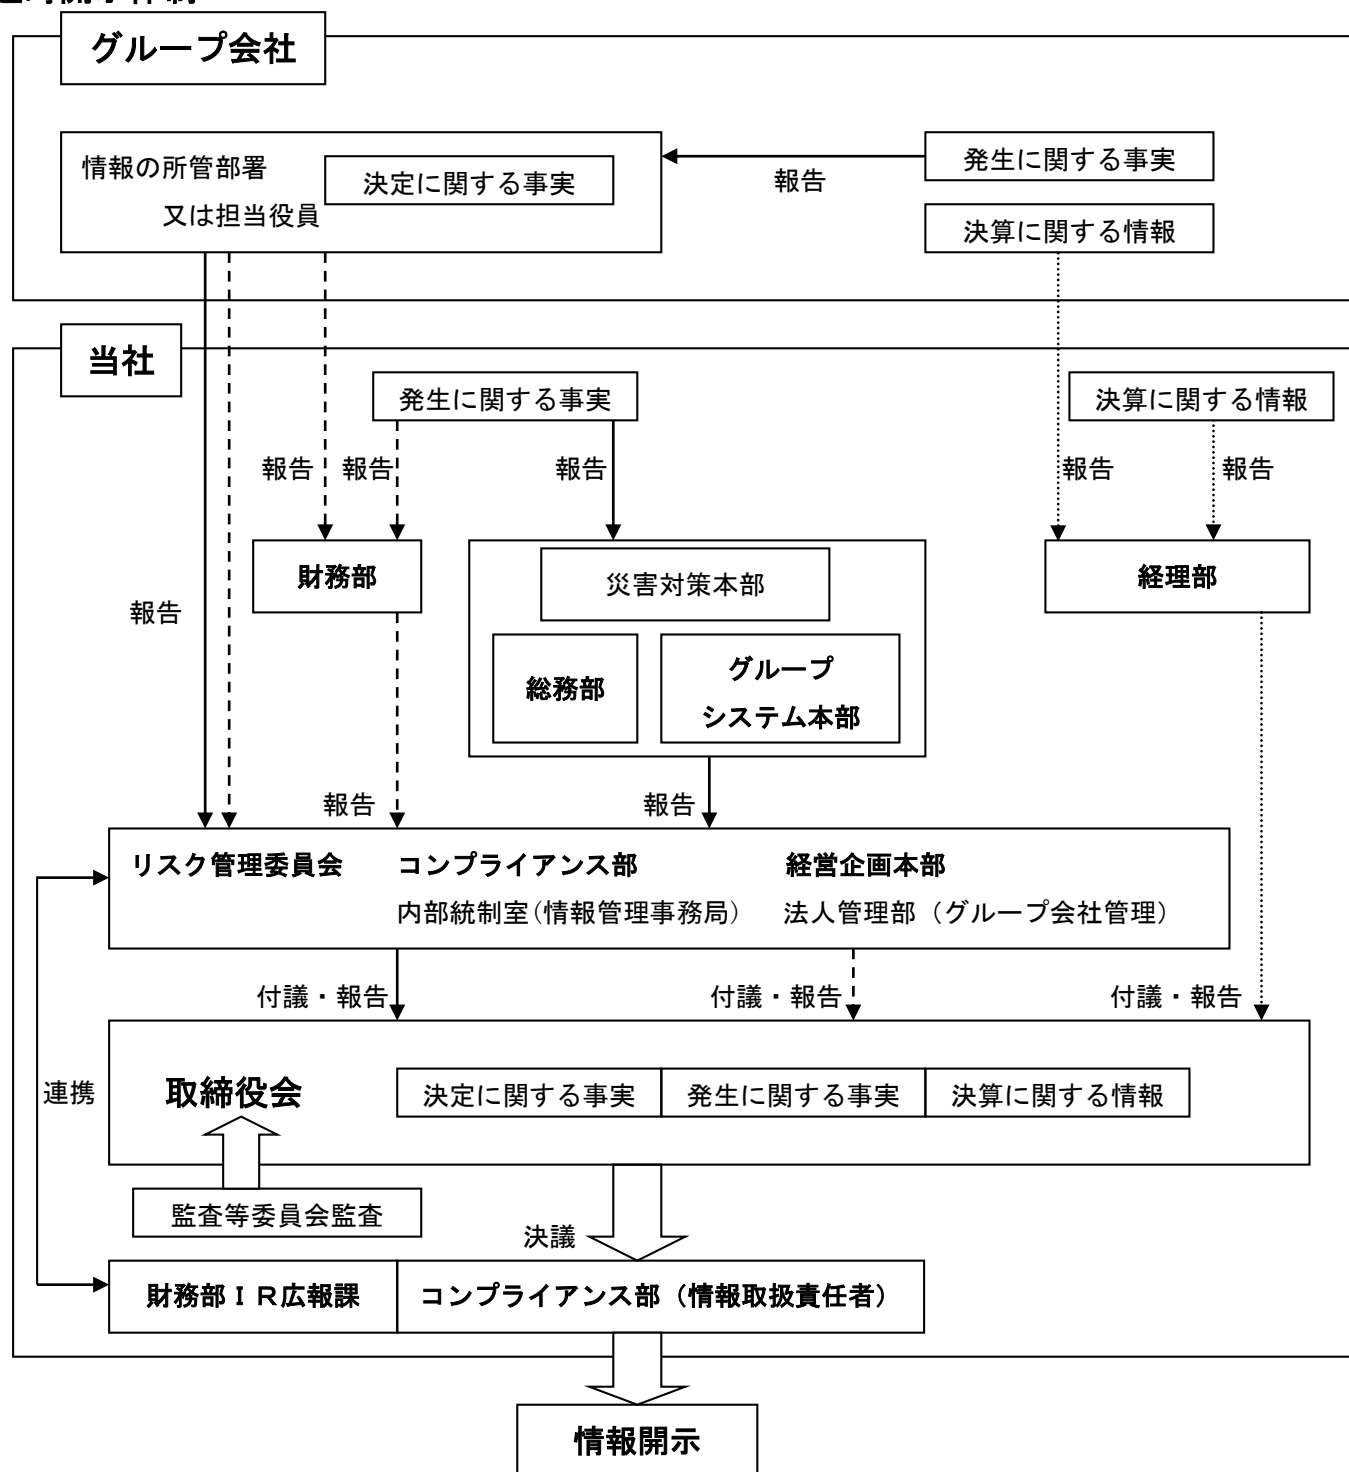 グループ会社
発生に関する事実
情報の所管部署
決定に関する事実
報告
又は担当役員
決算に関する情報
当社
発生に関する事実
決算に関する情報
報告
報告
報告
報告
報告
財務部
災害対策本部
経理部
報告
総務部
グループ
システム本部
報告
報告
リスク管理委員会
コンプライアンス部
経営企画本部
内部統制室(情報管理事務局)
法人管理部（グループ会社管理）
付議・報告
付議・報告
付議・報告
連携
取締役会
決定に関する事実
発生に関する事実
決算に関する情報
監査等委員会監査
決議
財務部ＩＲ広報課
コンプライアンス部（情報取扱責任者）
情報開示